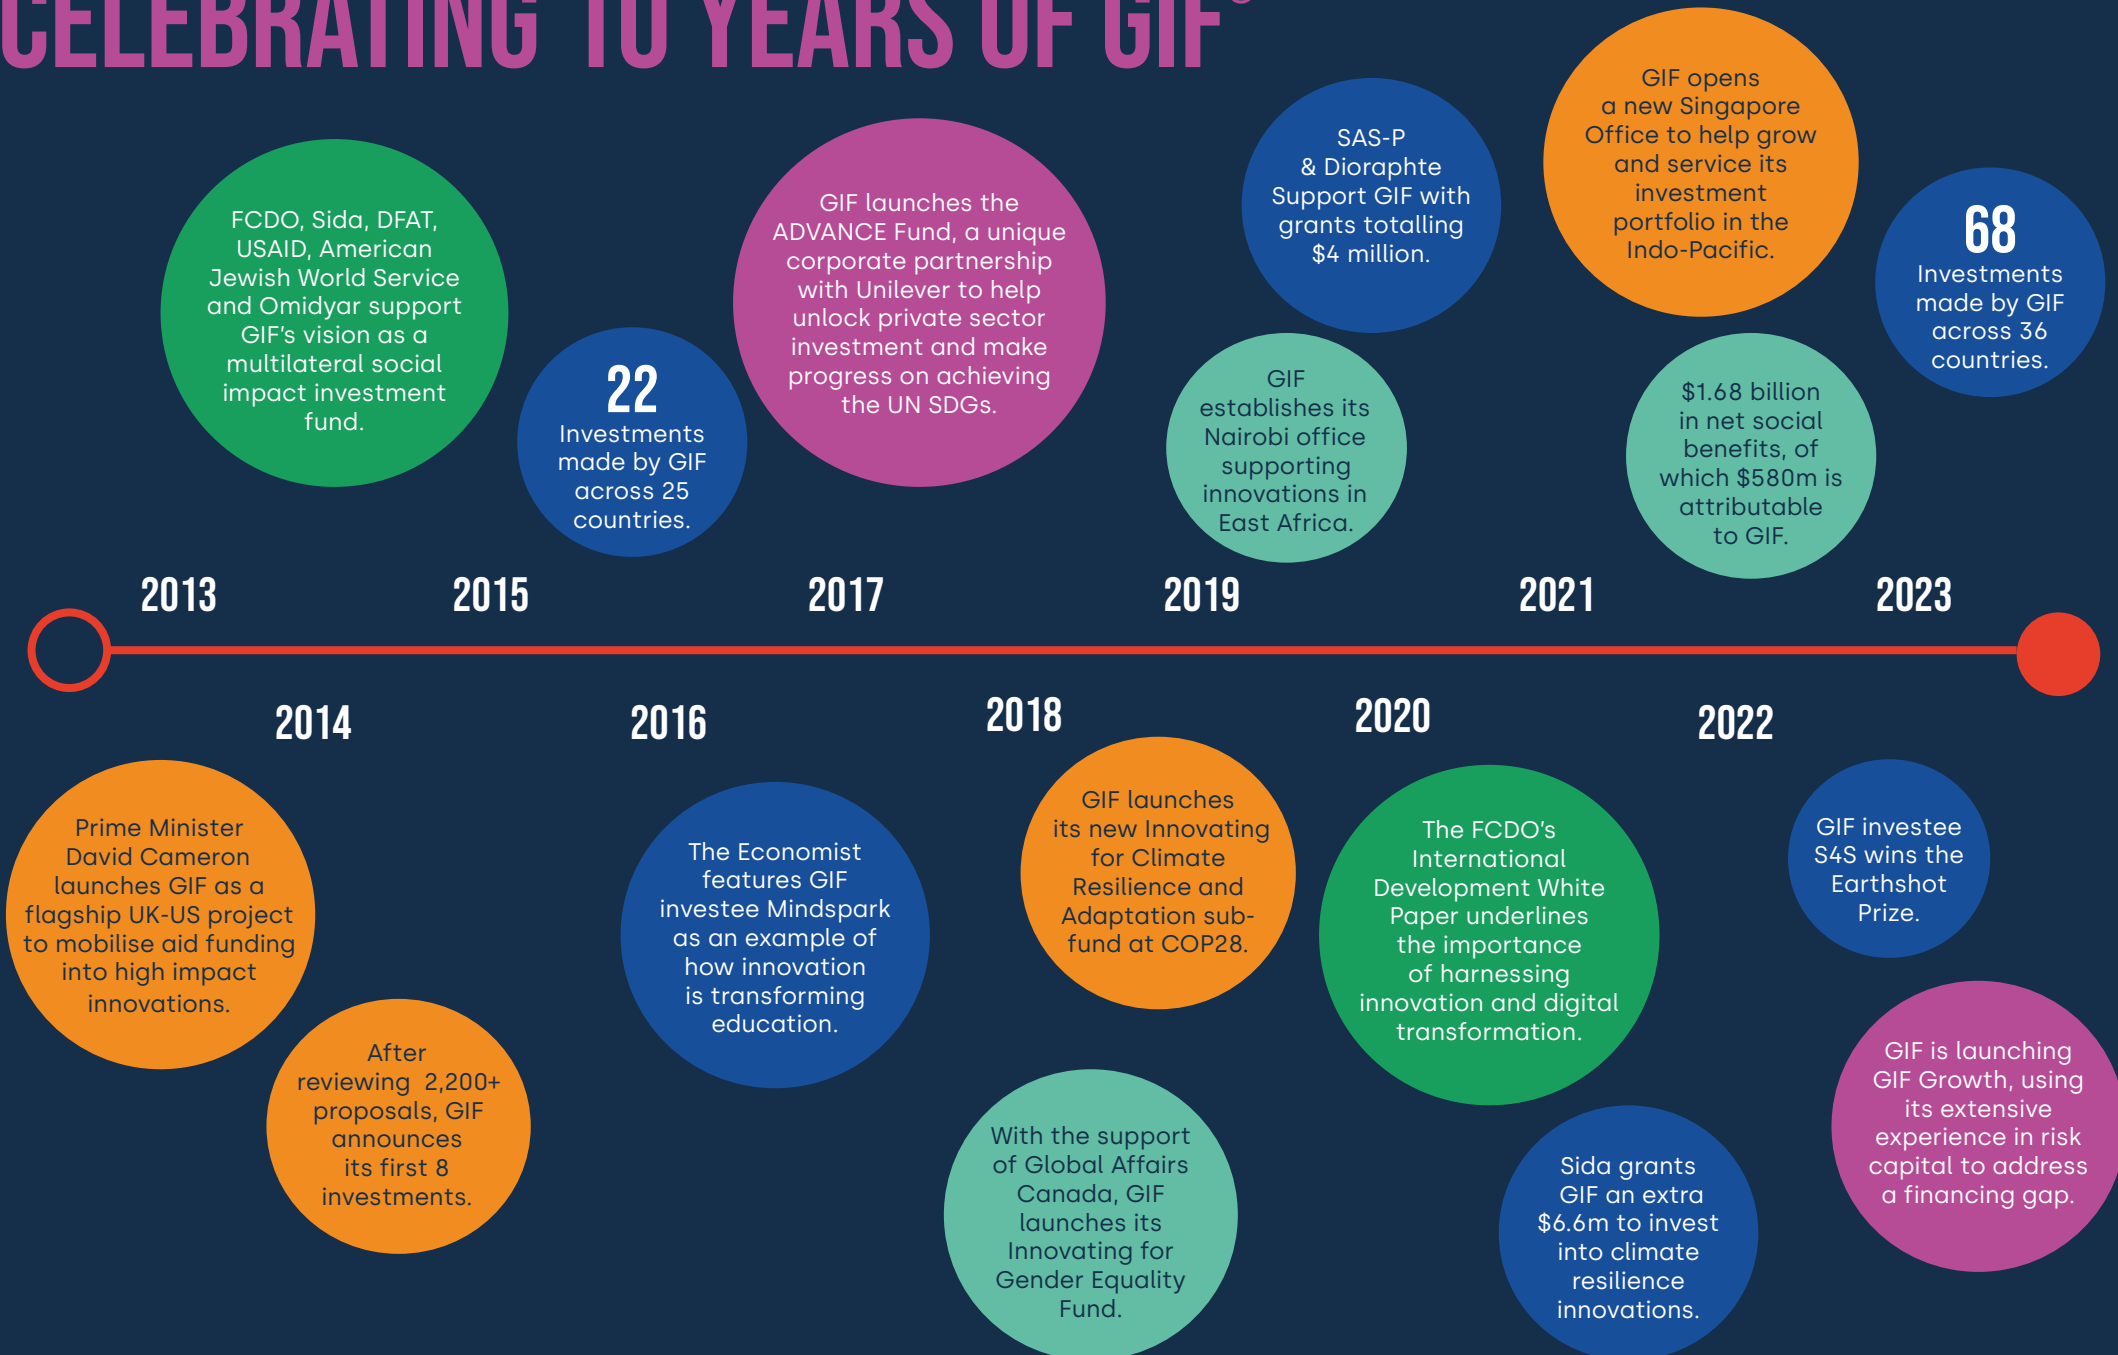 CELEBRATING 10 YEARS OF GIF
FCDO, Sida, DFAT,
USAID, American
Jewish World Service
and Omidyar support
GIF's vision as a
multilateral social
impact investment
fund.
22
Investments
made by GIF
across 25
countries.
GIF launches the
ADVANCE Fund, a unique
corporate partnership
with Unilever to help
unlock private sector
investment and make
progress on achieving
the UN SDGs.
SAS-P
& Dioraphte
Support GIF with
grants totalling
$4 million.
GIF
establishes its
Nairobi office
supporting
innovations in
East Africa.
GIF opens
a new Singapore
Office to help grow
and service its
investment
portfolio in the
Indo-Pacific.
$1.68 billion
in net social
benefits, of
which $580m is
attributable
to GIF.
68
Investments
made by GIF
across 36
countries.
2013
2015
2017
2019
2021
2023
2014
2016
2018
2020
2022
Prime Minister
David Cameron
launches GIF as a
flagship UK-US project
to mobilise aid funding
into high impact
innovations.
After
reviewing 2,200+
proposals, GIF
announces
its first 8
investments.
The Economist
features GIF
investee Mindspark
as an example of
how innovation
is transforming
education.
GIF launches
its new Innovating
for Climate
Resilience and
Adaptation sub-
fund at COP28.
With the support
of Global Affairs
Canada, GIF
launches its
Innovating for
Gender Equality
Fund.
The FCDO's
International
Development White
Paper underlines
the importance
of harnessing
innovation and digital
transformation.
Sida grants
GIF an extra
$6.6m to invest
into climate
resilience
innovations.
GIF investee
S4S wins the
Earthshot
Prize.
GIF is launching
GIF Growth, using
its extensive
experience in risk
capital to address
a financing gap.